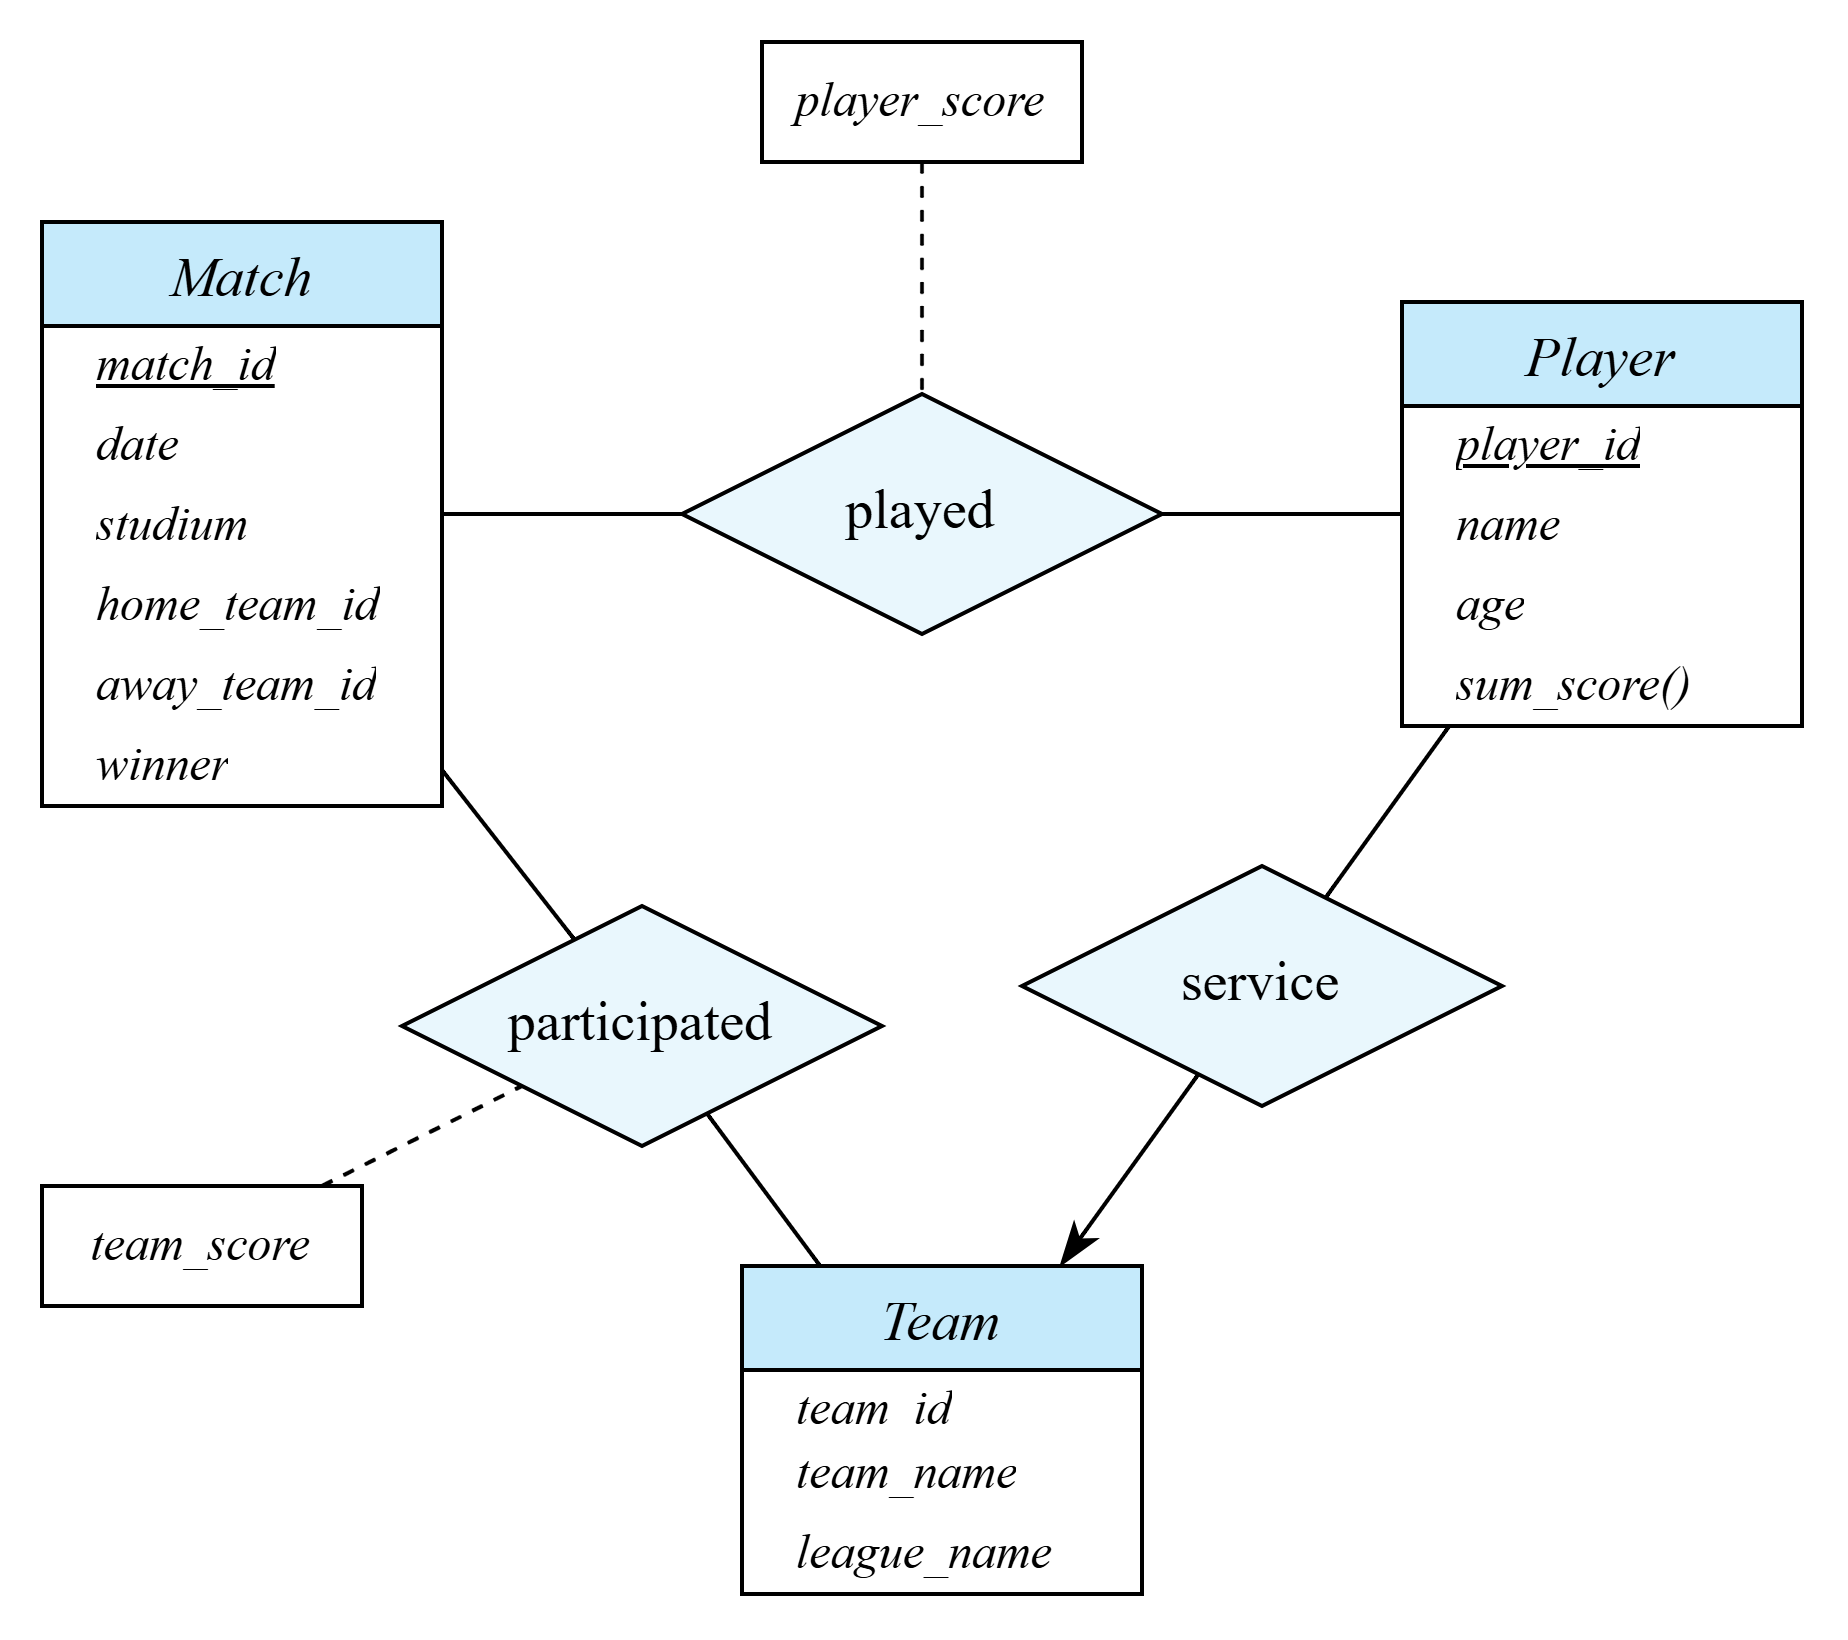 player_score
Match
match_id
date
studium
home_team_id
away_team_id
winner
played
Player
player_id
name
age
sum_score()
participated
service
team_score
Team
team id
team_name
league_name